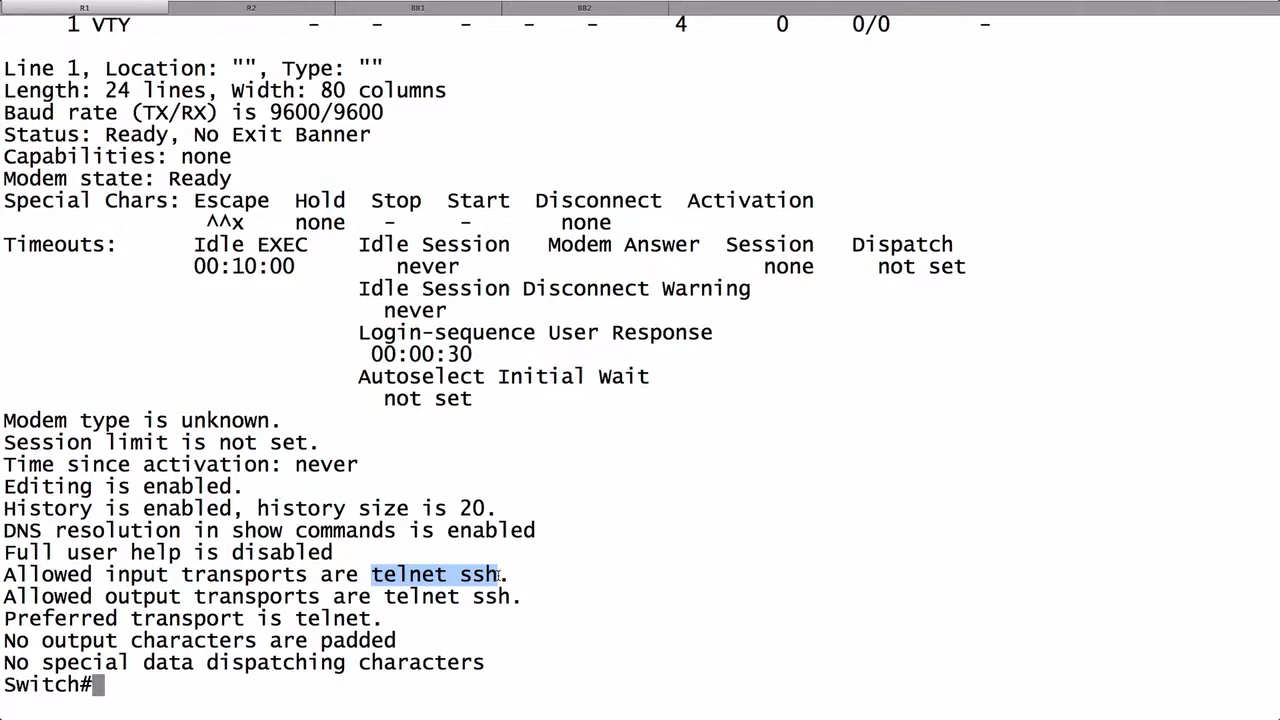 R1 R2 BB1 BB2
1 VTY - - - - - 4 0 0/0 -
Line 1, Location: "", Type: ""
Length: 24 lines, Width: 80 columns
Baud rate (TX/RX) is 9600/9600
Status: Ready, No Exit Banner
Capabilities: none
Modem state: Ready
Special Chars: Escape Hold Stop Start Disconnect Activation
^^x none - - none
Timeouts: Idle EXEC Idle Session Modem Answer Session Dispatch
00:10:00 never none not set
Idle Session Disconnect Warning
never
Login-sequence User Response
00:00:30
Autoselect Initial Wait
not set
Modem type is unknown.
Session limit is not set.
Time since activation: never
Editing is enabled.
History is enabled, history size is 20.
DNS resolution in show commands is enabled
Full user help is disabled
Allowed input transports are telnet ssh.
Allowed output transports are telnet ssh.
Preferred transport is telnet.
No output characters are padded
No special data dispatching characters
Switch#